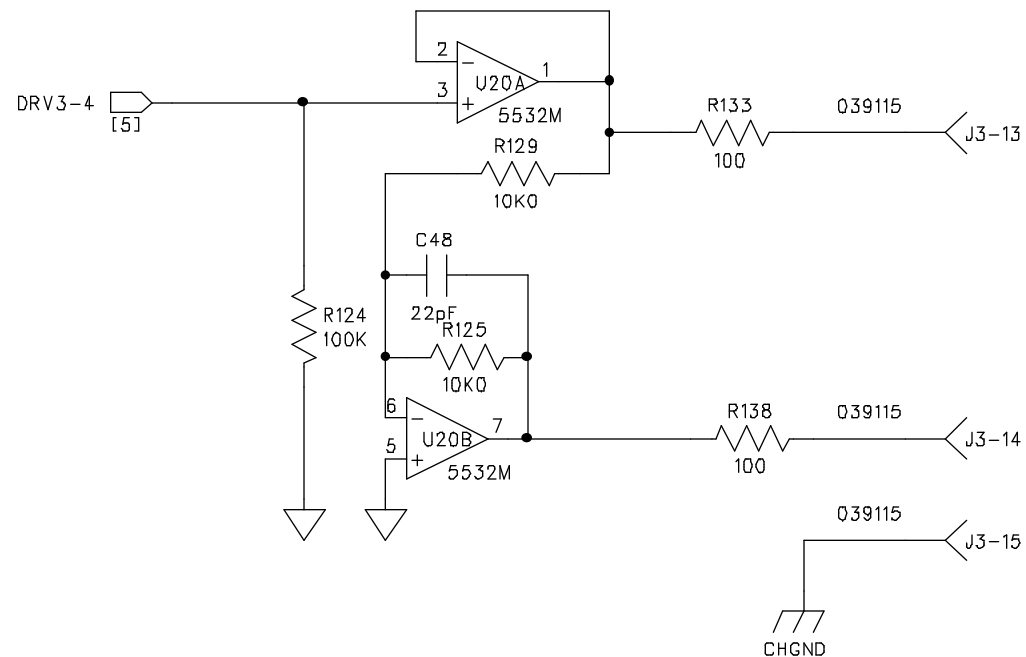 2
1
U20A
3
5532M
DRV3-4
[5]
R133
100
039115
J3-13
R129
10K0
C48
22pF
R124
100K
R125
10K0
6
7
U20B
5
5532M
R138
100
039115
J3-14
039115
J3-15
CHGND